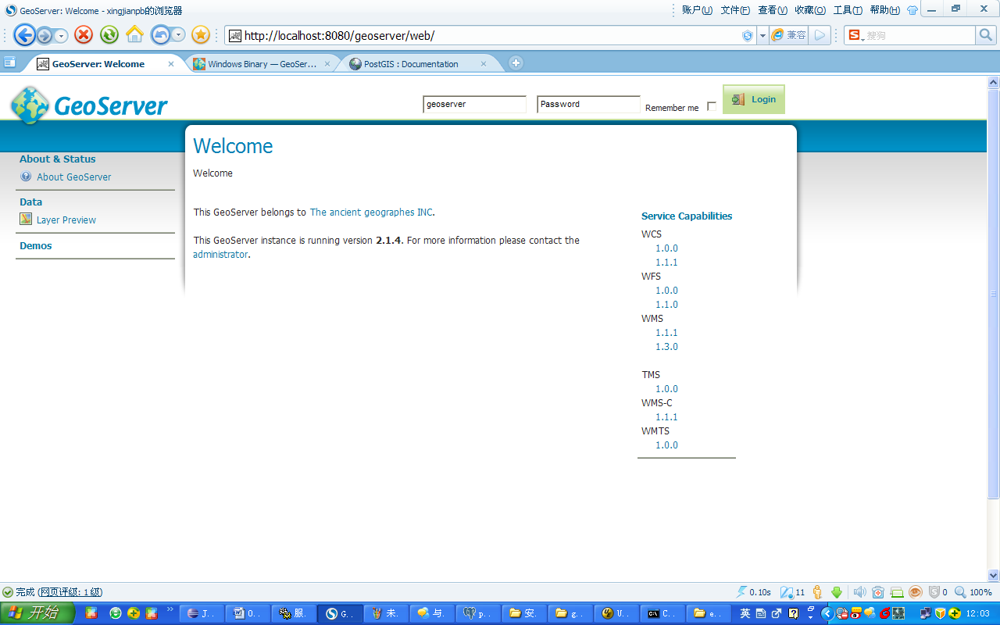 GeoServer: Welcome - xingjianpb的浏览器
账户(U) 文件(F) 查看(V) 收藏(O) 工具(T) 帮助(H)
http://localhost:8080/geoserver/web/
兼容
搜狗
GeoServer: Welcome
Windows Binary — GeoSer...
PostGIS : Documentation
GeoServer
geoserver
Password
Remember me
Login
About & Status
About GeoServer
Data
Layer Preview
Demos
Welcome
Welcome
This GeoServer belongs to The ancient geographes INC.
This GeoServer instance is running version 2.1.4. For more information please contact the
administrator.
Service Capabilities
WCS
1.0.0
1.1.1
WFS
1.0.0
1.1.0
WMS
1.1.1
1.3.0
TMS
1.0.0
WMS-C
1.1.1
WMTS
1.0.0
完成 (网页评级: 1 级)
0.10s
11
0
100%
开始
J...
0...
服...
G...
未...
与...
p...
安...
g...
U...
C...
e...
英
12:03